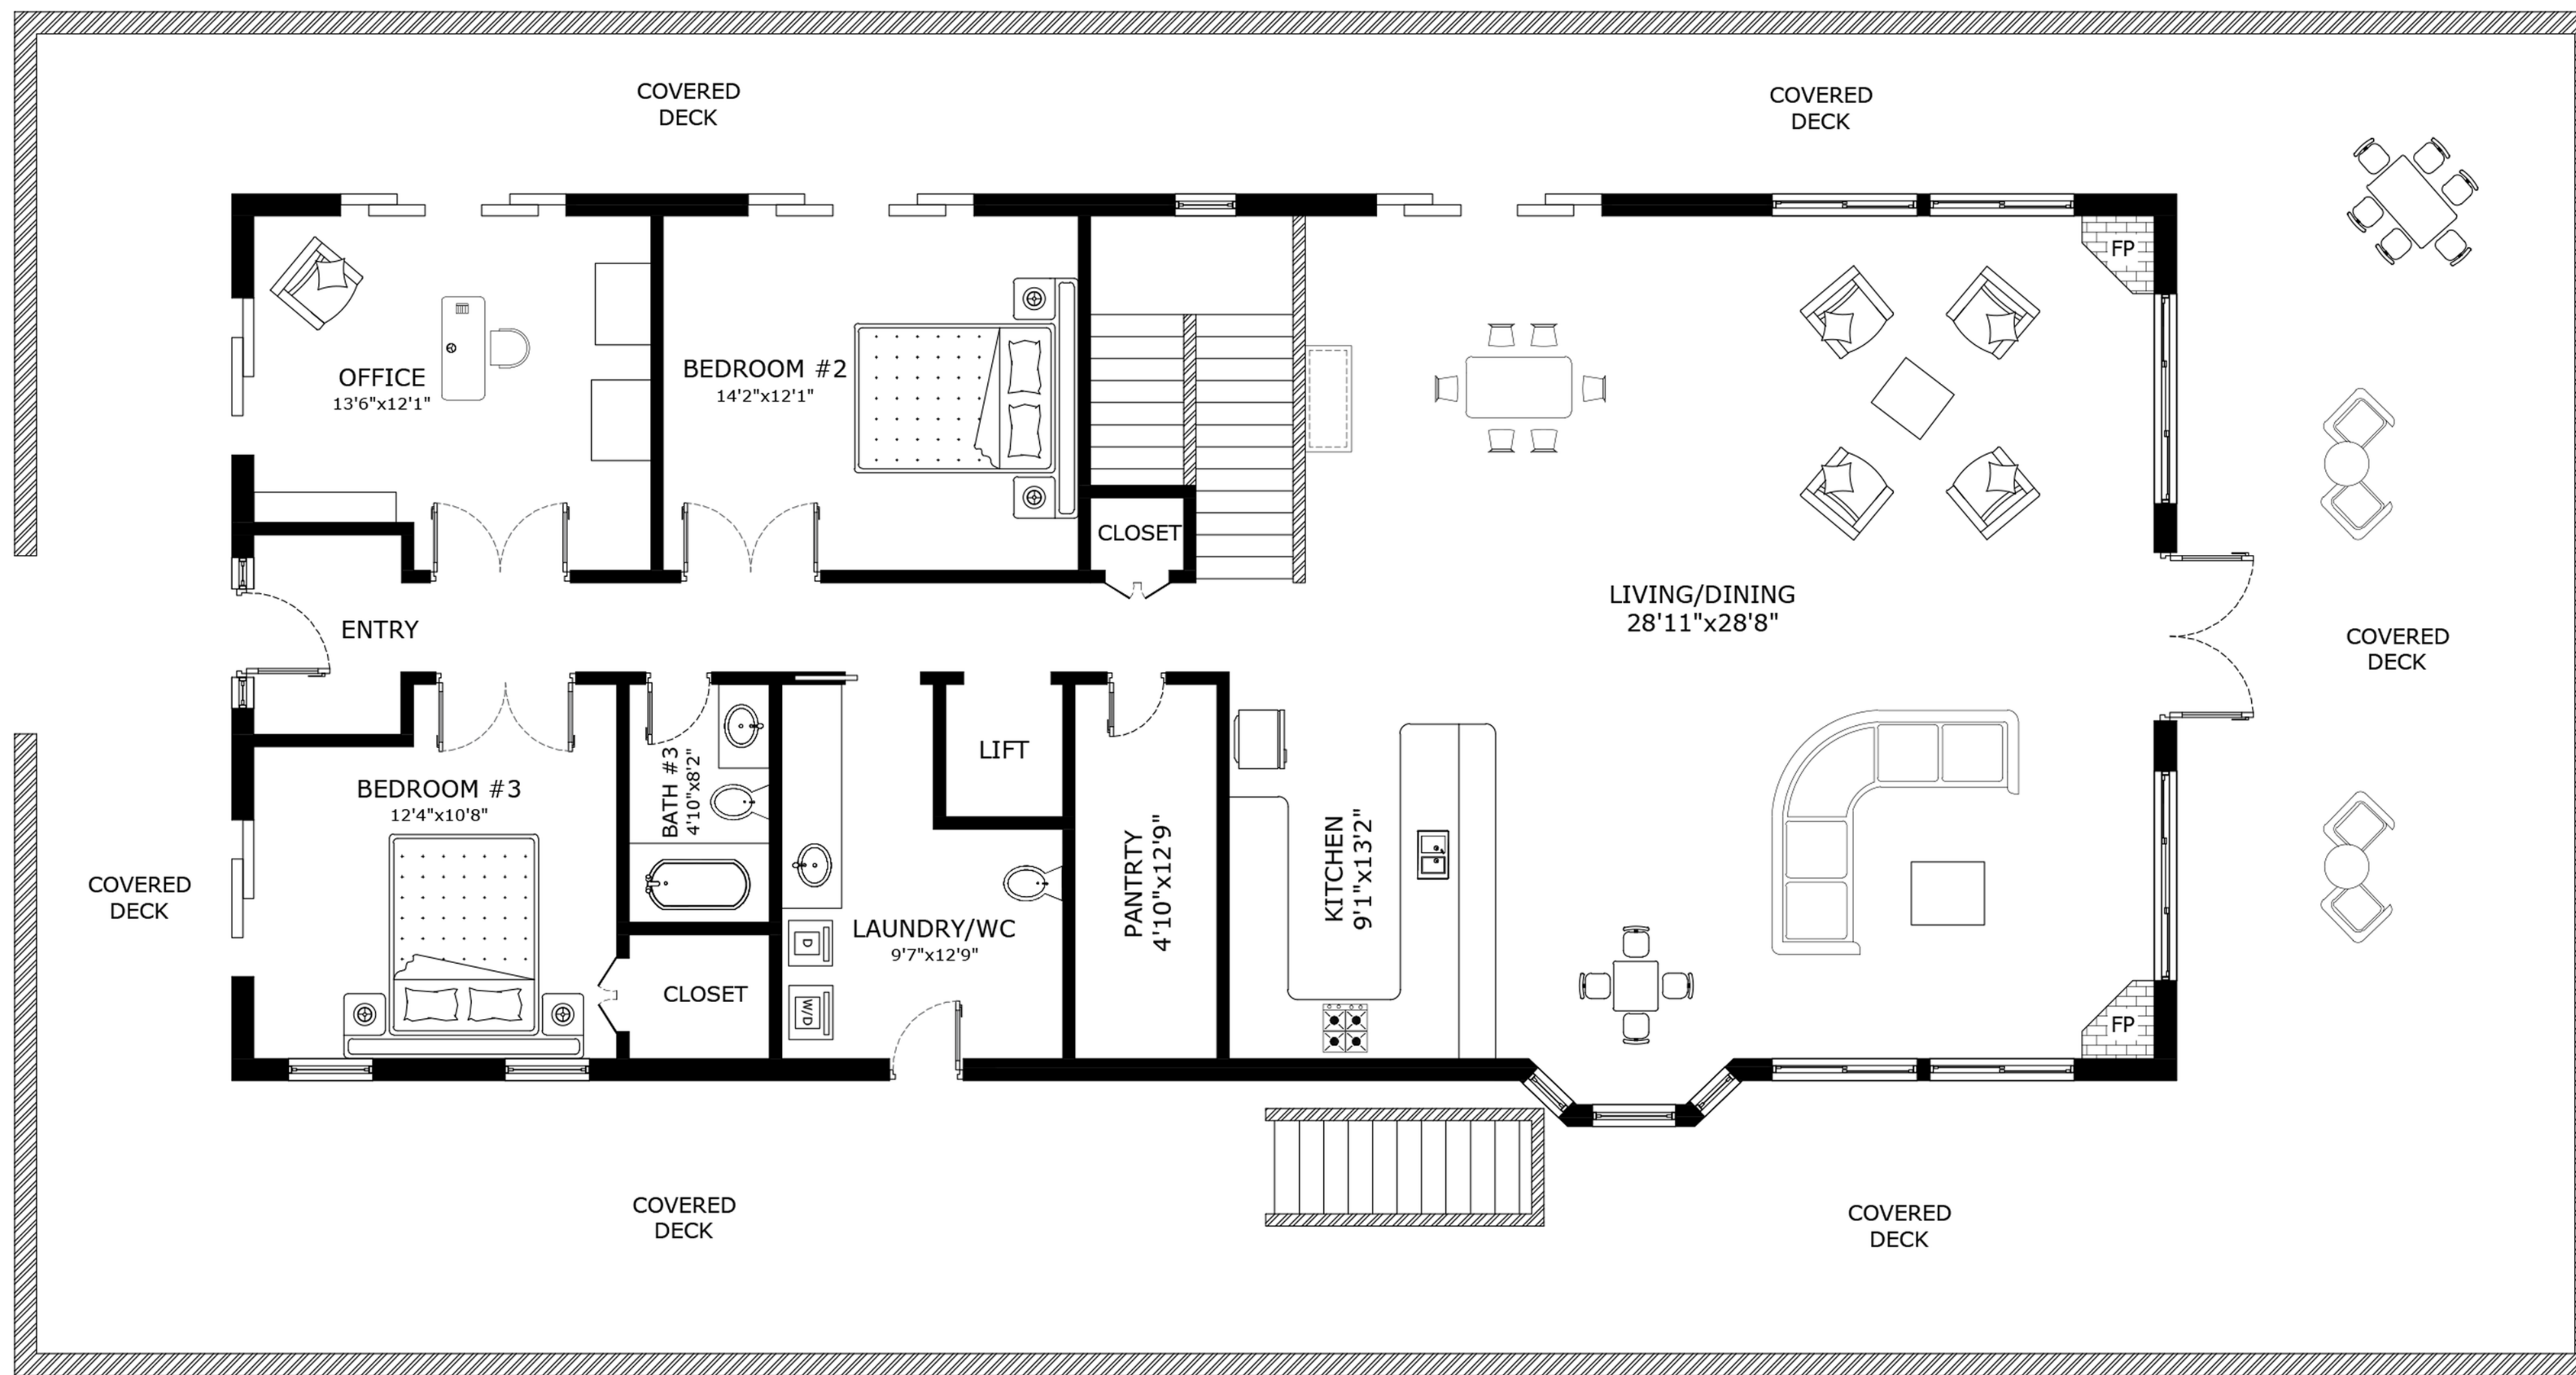 COVERED
DECK
COVERED
DECK
FP
OFFICE
13'6"x12'1"
BEDROOM #2
14'2"x12'1"
CLOSET
LIVING/DINING
28'11"x28'8"
ENTRY
COVERED
DECK
LIFT
BATH #3
4'10"x8'2"
BEDROOM #3
12'4"x10'8"
COVERED
DECK
PANTRTY
4'10"x12'9"
KITCHEN
9'1"x13'2"
LAUNDRY/WC
9'7"x12'9"
D
CLOSET
W/D
FP
COVERED
DECK
COVERED
DECK